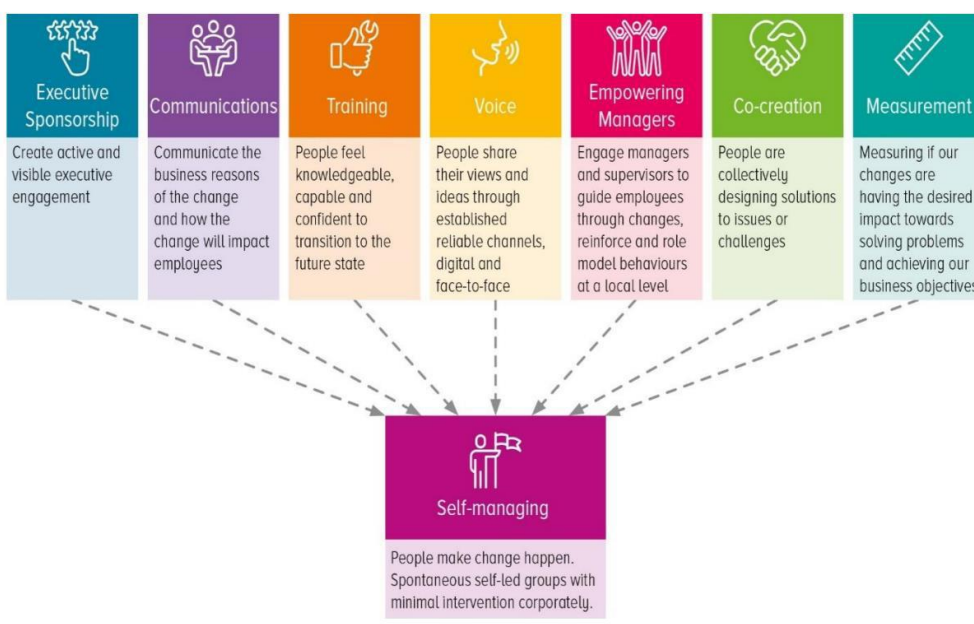 Executive
Sponsorship
Create active and
visible executive
engagement
Communications
Communicate the
business reasons
of the change
and how the
change will impact
employees
Training
People feel
knowledgeable,
capable and
confident to
transition to the
future state
Voice
People share
their views and
ideas through
established
reliable channels,
digital and
face-to-face
Empowering
Managers
Engage managers
and supervisors to
guide employees
through changes,
reinforce and role
model behaviours
at a local level
Co-creation
People are
collectively
designing solutions
to issues or
challenges
Measurement
Measuring if our
changes are
having the desired
impact towards
solving problems
and achieving our
business objectives
Self-managing
People make change happen.
Spontaneous self-led groups with
minimal intervention corporately.